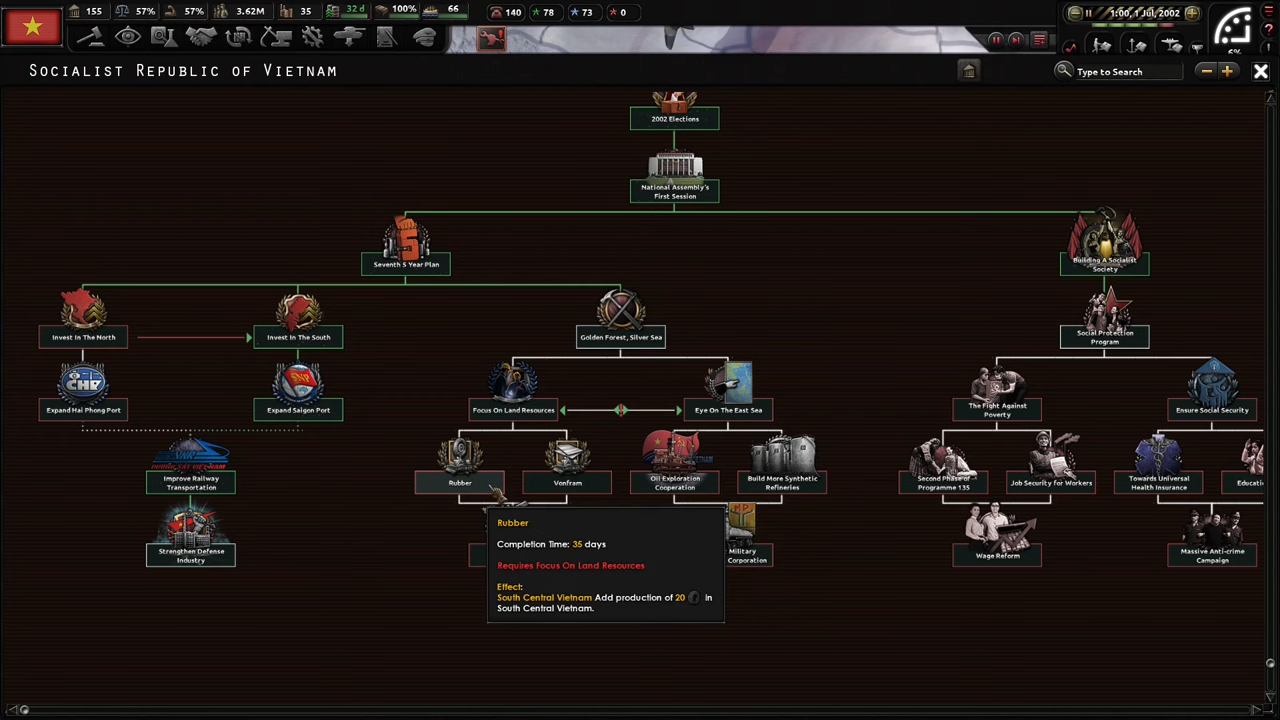 155 57% 57% 3.62M 35 32 d 100% 66 140 78 73 0 1:00, 1 Jul, 2002
6%
Socialist Republic of Vietnam
Type to Search
2002 Elections
National Assembly's
First Session
Seventh 5 Year Plan
Building A Socialist
Society
Invest In The North
Invest In The South
Golden Forest, Silver Sea
Social Protection
Program
Expand Hai Phong Port
Expand Saigon Port
Focus On Land Resources
Eye On The East Sea
The Fight Against
Poverty
Ensure Social Security
Improve Railway
Transportation
Rubber
Vonfram
Oil Exploration
Cooperation
Build More Synthetic
Refineries
Second Phase of
Programme 135
Job Security for Workers
Towards Universal
Health Insurance
Strengthen Defense
Industry
Military
Wage Reform
Massive Anti-crime
Campaign
Rubber
Completion Time: 35 days
Requires Focus On Land Resources
Effect:
South Central Vietnam Add production of 20 in
South Central Vietnam.